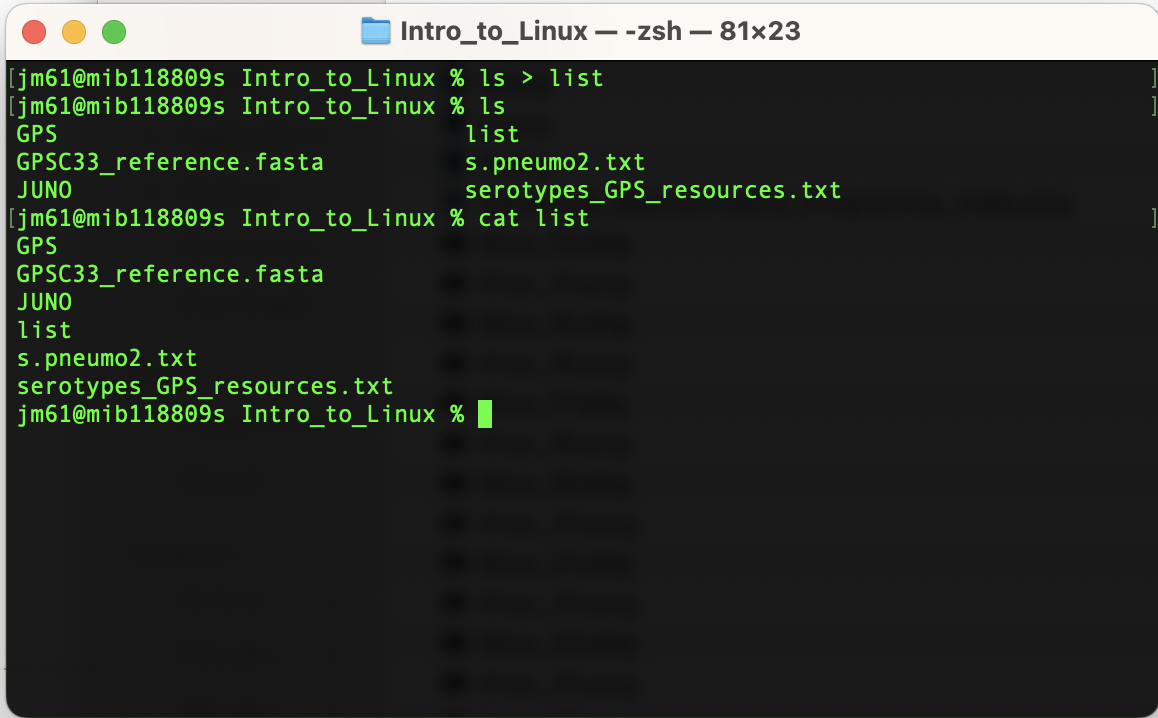 Intro_to_Linux — -zsh — 81×23
[jm61@mib118809s Intro_to_Linux % ls > list ]
[jm61@mib118809s Intro_to_Linux % ls ]
GPS list
GPSC33_reference.fasta s.pneumo2.txt
JUNO serotypes_GPS_resources.txt
[jm61@mib118809s Intro_to_Linux % cat list ]
GPS
GPSC33_reference.fasta
JUNO
list
s.pneumo2.txt
serotypes_GPS_resources.txt
jm61@mib118809s Intro_to_Linux %